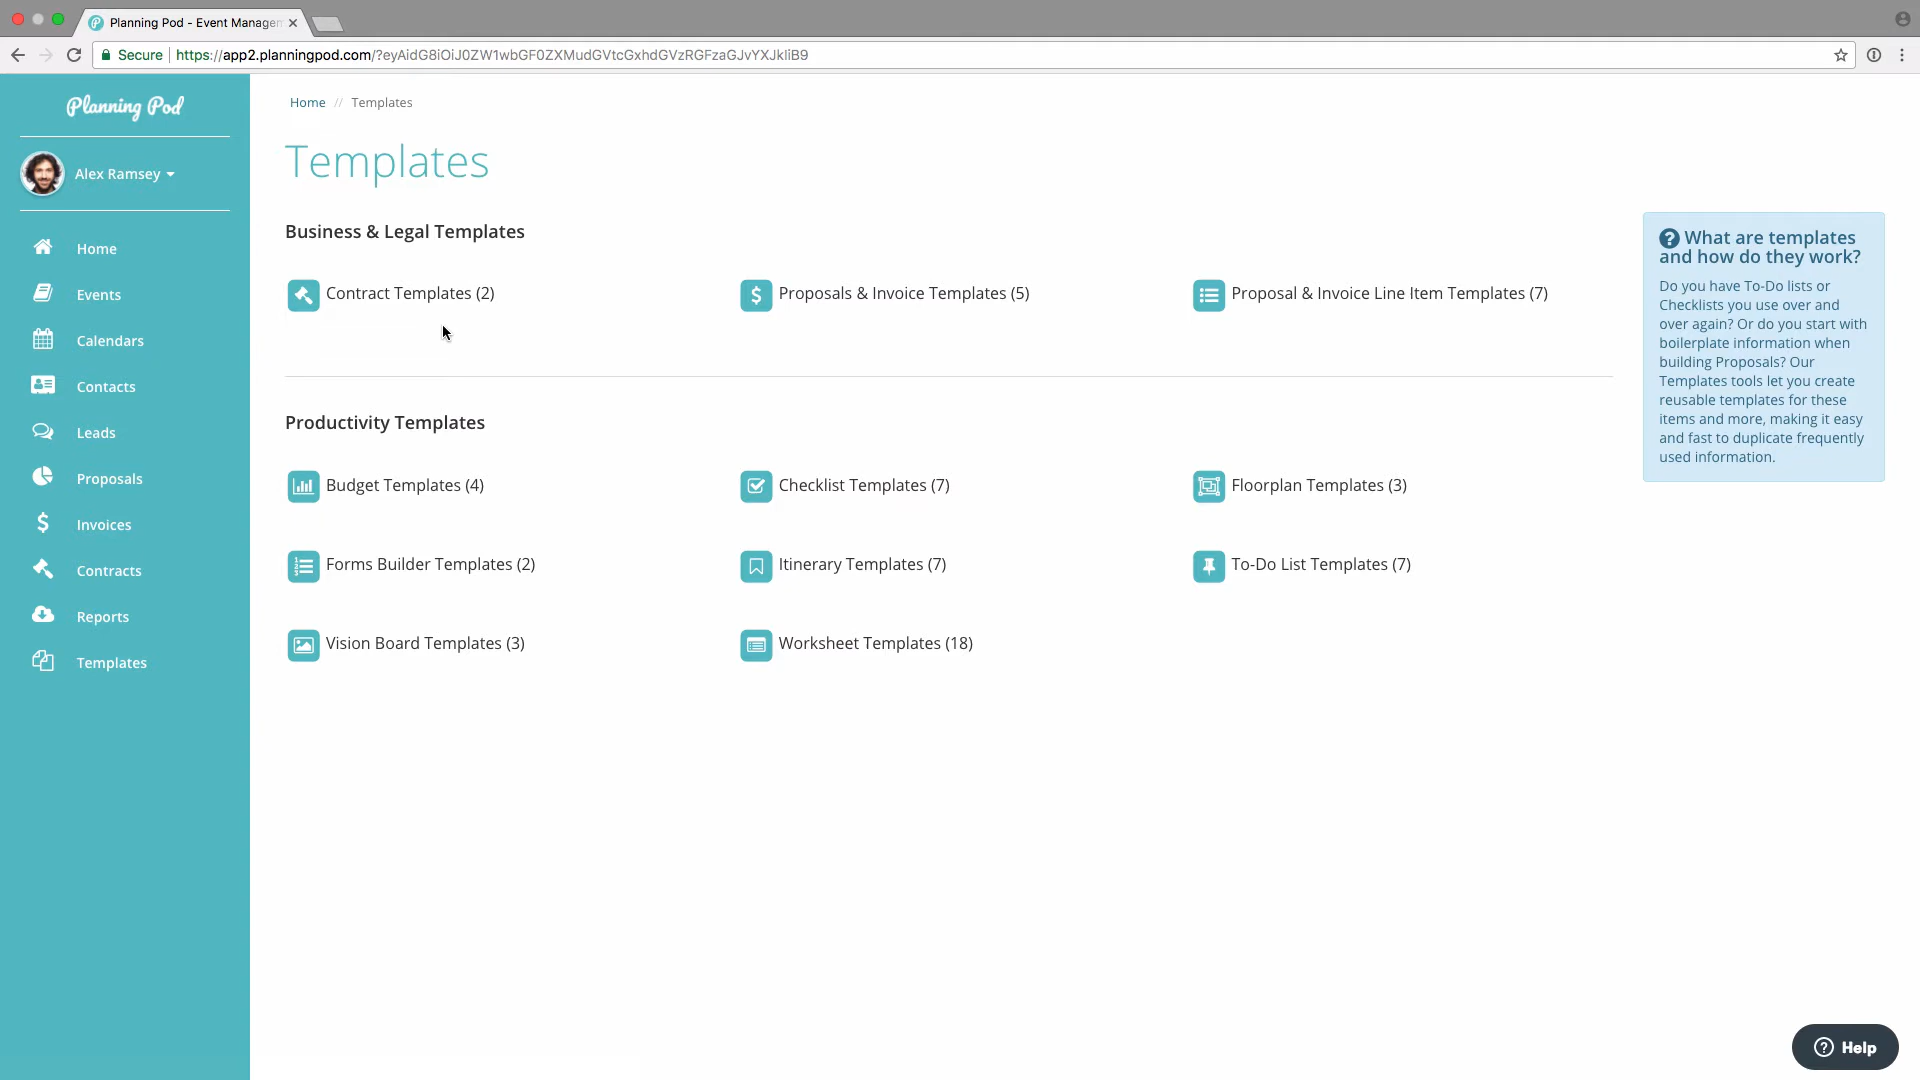 Planning Pod - Event Managem
Secure
https://app2.planningpod.com/?eyAidG8iOiJ0ZW1wbGF0ZXMudGVtcGxhdGVzRGFzaGJvYXJkIiB9
Planning Pod
Alex Ramsey
Home
Events
Calendars
Contacts
Leads
Proposals
Invoices
Contracts
Reports
Templates
Home // Templates
Templates
Business & Legal Templates
Contract Templates (2)
Proposals & Invoice Templates (5)
Proposal & Invoice Line Item Templates (7)
Productivity Templates
Budget Templates (4)
Checklist Templates (7)
Floorplan Templates (3)
Forms Builder Templates (2)
Itinerary Templates (7)
To-Do List Templates (7)
Vision Board Templates (3)
Worksheet Templates (18)
What are templates
and how do they work?
Do you have To-Do lists or
Checklists you use over and
over again? Or do you start with
boilerplate information when
building Proposals? Our
Templates tools let you create
reusable templates for these
items and more, making it easy
and fast to duplicate frequently
used information.
Help